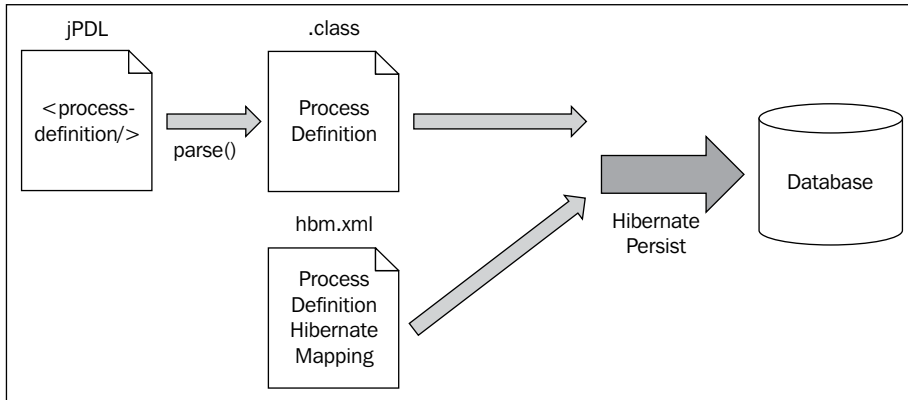 jPDL
<process-
definition/>
parse()
.class
Process
Definition
hbm.xml
Process
Definition
Hibernate
Mapping
Hibernate
Persist
Database